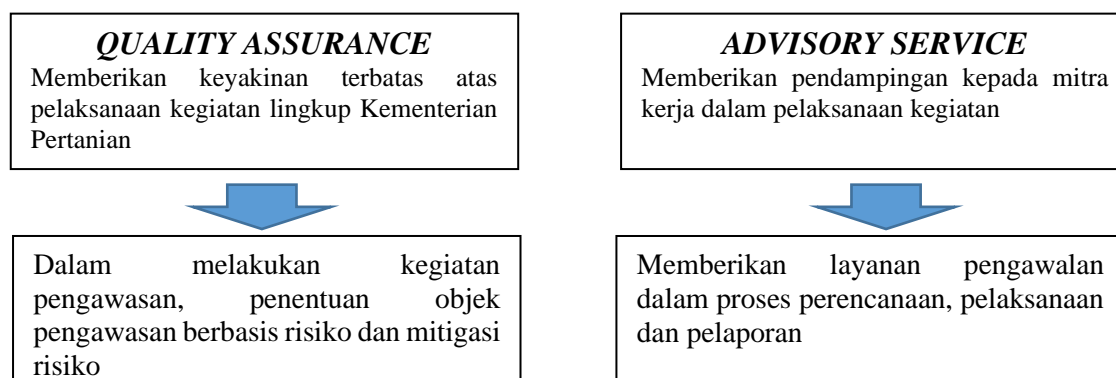 QUALITY ASSURANCE
Memberikan keyakinan terbatas atas
pelaksanaan kegiatan lingkup Kementerian
Pertanian
ADVISORY SERVICE
Memberikan pendampingan kepada mitra
kerja dalam pelaksanaan kegiatan
Dalam melakukan kegiatan
pengawasan, penentuan objek
pengawasan berbasis risiko dan mitigasi
risiko
Memberikan layanan pengawalan
dalam proses perencanaan, pelaksanaan
dan pelaporan